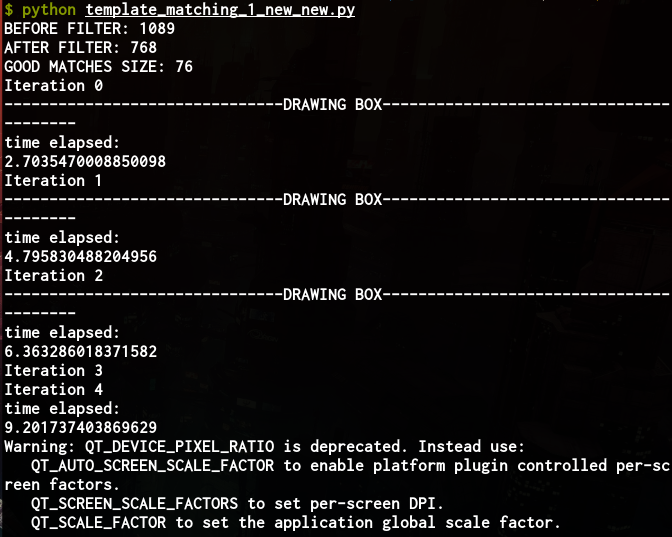 $ python template_matching_1_new_new.py
BEFORE FILTER: 1089
AFTER FILTER: 768
GOOD MATCHES SIZE: 76
Iteration 0
-------------------------------DRAWING BOX--------------------------------
--------
time elapsed:
2.7035470008850098
Iteration 1
-------------------------------DRAWING BOX--------------------------------
--------
time elapsed:
4.795830488204956
Iteration 2
-------------------------------DRAWING BOX--------------------------------
--------
time elapsed:
6.363286018371582
Iteration 3
Iteration 4
time elapsed:
9.201737403869629
Warning: QT_DEVICE_PIXEL_RATIO is deprecated. Instead use:
   QT_AUTO_SCREEN_SCALE_FACTOR to enable platform plugin controlled per-sc
reen factors.
   QT_SCREEN_SCALE_FACTORS to set per-screen DPI.
   QT_SCALE_FACTOR to set the application global scale factor.